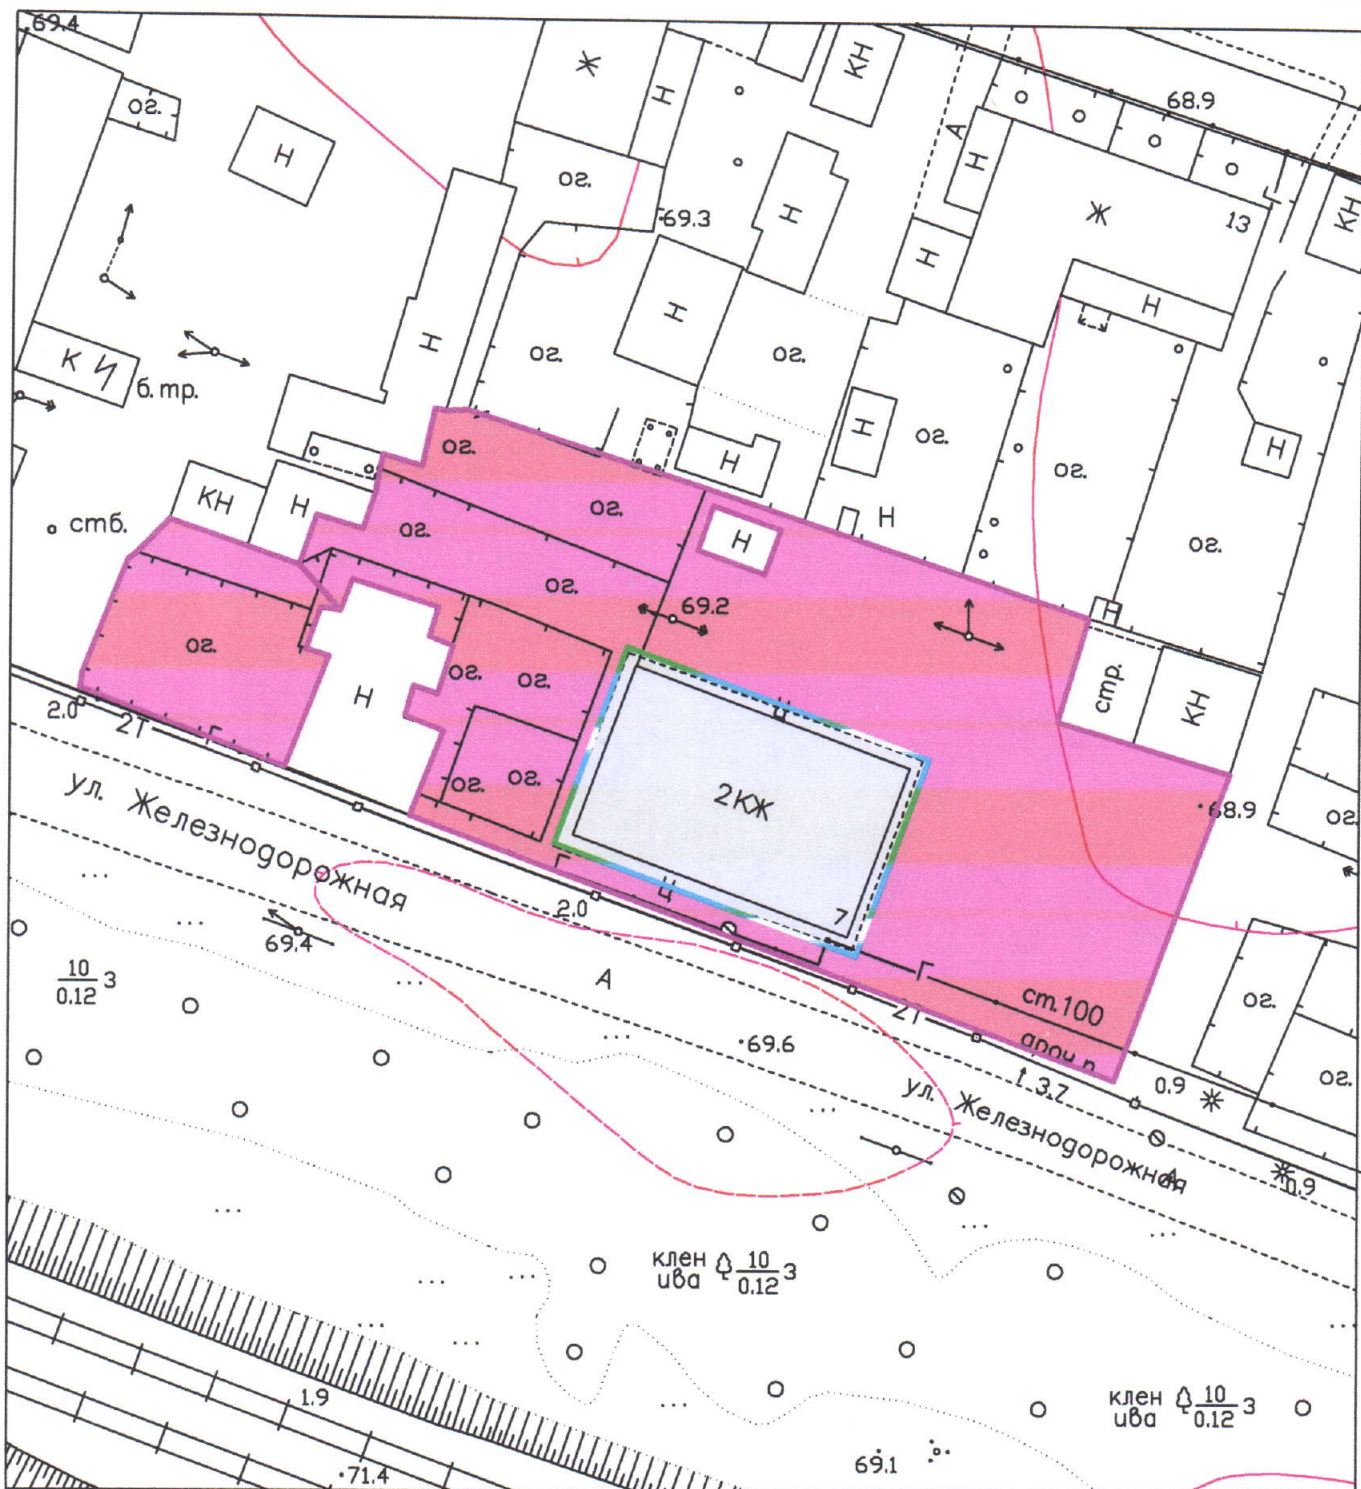 69.4
Ж
Н
КН
68.9
ог.
Н
ог.
69.3
Н
А
Н
Н
Ж
13
КН
Н
Н
Н
К И
б. тр.
ог.
ог.
Н
ог.
ог.
ог.
Н
Н
КН
Н
ог.
ог.
Н
Н
ог.
стб.
ог.
69.2
Н
ог.
Н
ог.
ог.
стр.
КН
2.0
2Т
Г
ог.
ог.
Ц
2КЖ
68.9
ог.
ул. Железнодорожная
Г
Ц
7
2.0
69.4
10
0.12 3
А
Г
ст.100
ог.
2Т
69.6
3.7
0.9
ог.
ул. Железнодорожная
А
0.9
клен 10
ива 0.12 3
1.9
клен 10
ива 0.12 3
71.4
69.1